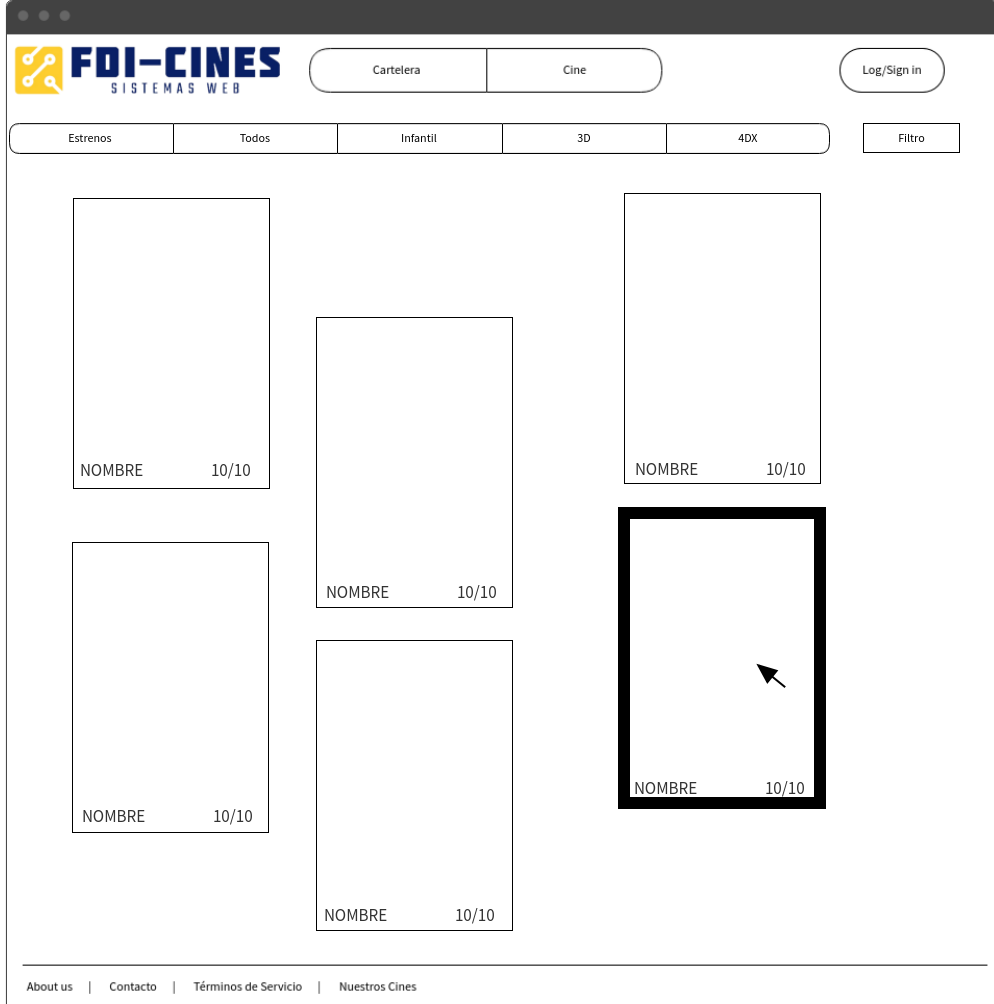 FDI-CINES
SISTEMAS WEB
Cartelera
Cine
Log/Sign in
Estrenos
Todos
Infantil
3D
4DX
Filtro
NOMBRE 10/10
NOMBRE 10/10
NOMBRE 10/10
NOMBRE 10/10
NOMBRE 10/10
NOMBRE 10/10
About us | Contacto | Términos de Servicio | Nuestros Cines